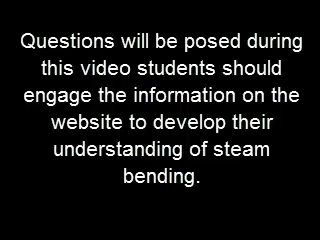 Questions will be posed during
this video students should
engage the information on the
website to develop their
understanding of steam
bending.